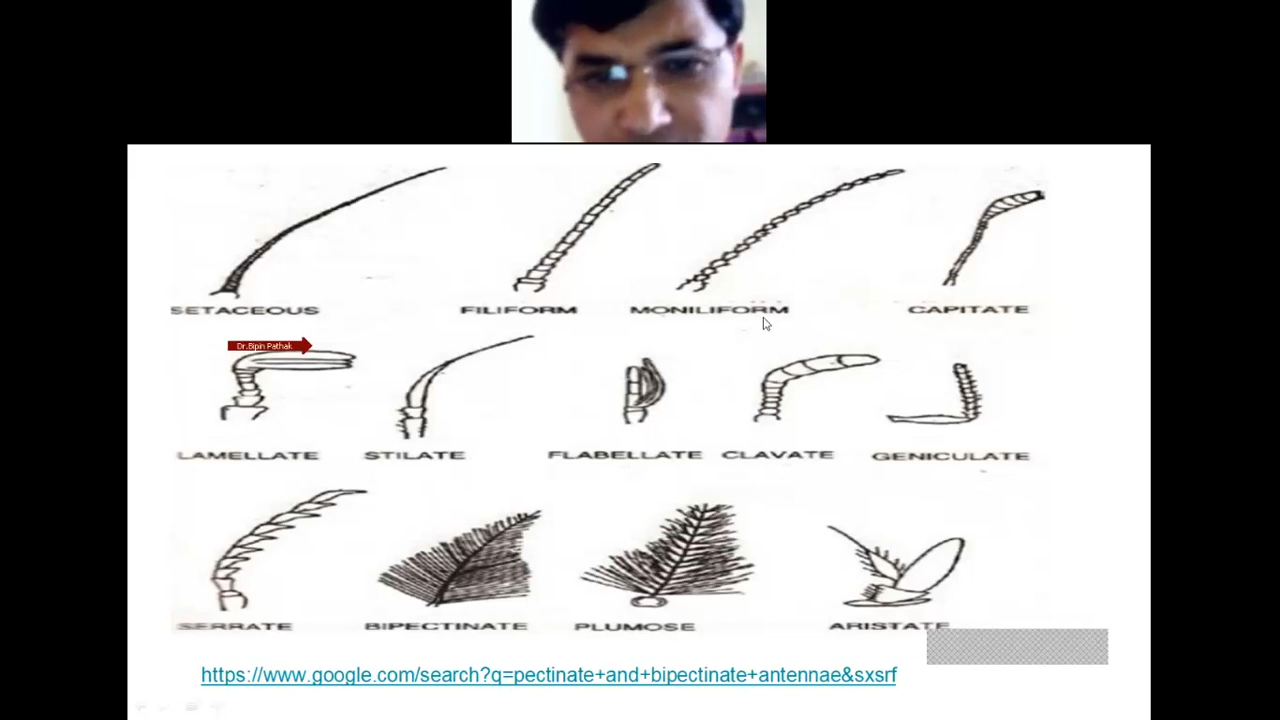 SETACEOUS FILIFORM MONILIFORM CAPITATE
Dr.Bipin Pathak
LAMELLATE STILATE FLABELLATE CLAVATE GENICULATE
SERRATE BIPECTINATE PLUMOSE ARISTATE
https://www.google.com/search?q=pectinate+and+bipectinate+antennae&sxsrf